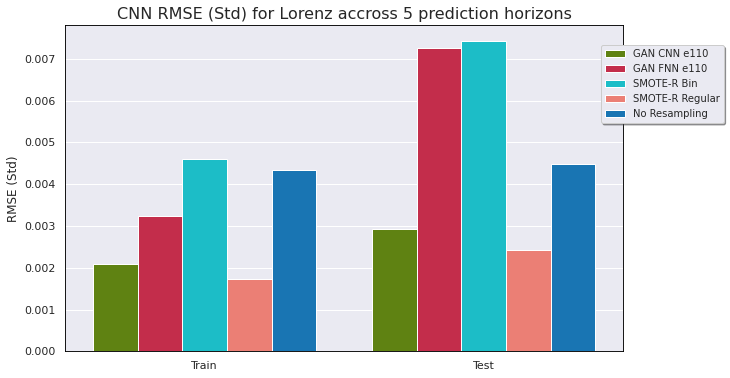 CNN RMSE (Std) for Lorenz accross 5 prediction horizons
RMSE (Std)
0.007
0.006
0.005
0.004
0.003
0.002
0.001
0.000
Train
Test
GAN CNN e110
GAN FNN e110
SMOTE-R Bin
SMOTE-R Regular
No Resampling